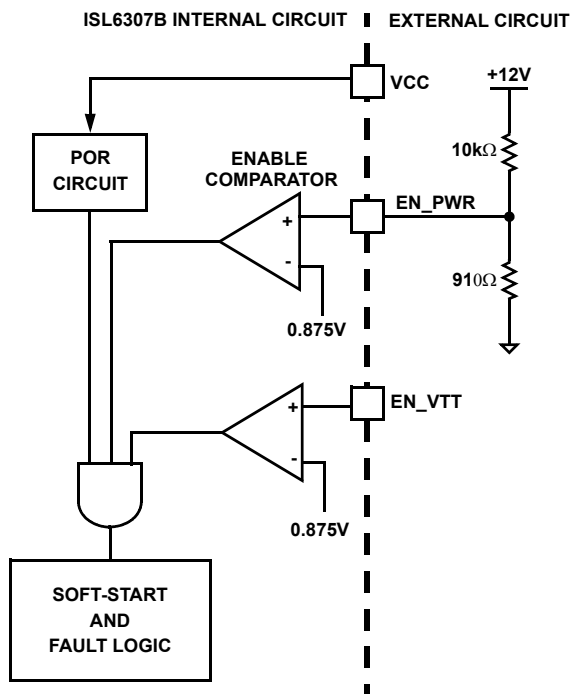 ISL6307B INTERNAL CIRCUIT
EXTERNAL CIRCUIT
VCC
+12V
POR
CIRCUIT
ENABLE
COMPARATOR
10kΩ
EN_PWR
+
-
910Ω
0.875V
EN_VTT
+
-
0.875V
SOFT-START
AND
FAULT LOGIC